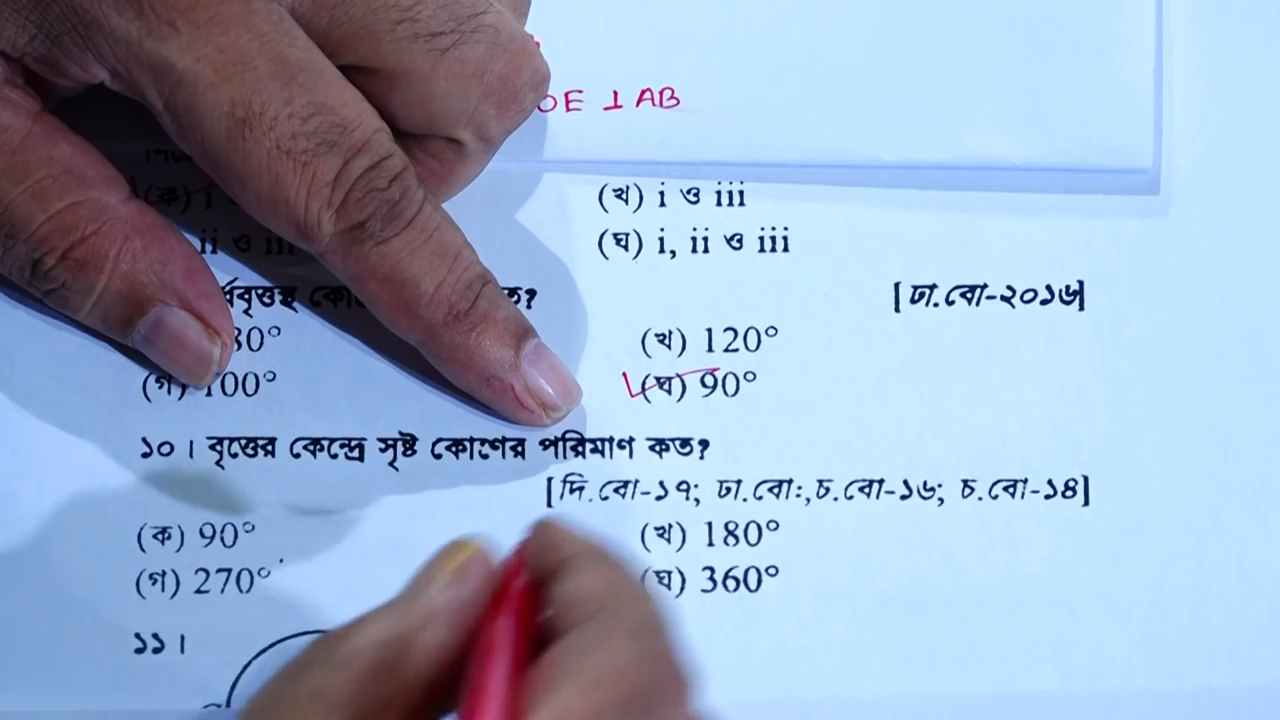 OE ⊥ AB
(ক) i
(খ) i ও iii
ii ও iii
(ঘ) i, ii ও iii
[ঢা.বো-২০১৬]
(খ) 120°
(গ) 100°
(ঘ) 90°
১০। বৃত্তের কেন্দ্রে সৃষ্ট কোণের পরিমাণ কত?
[দি.বো-১৭; ঢা.বো:,চ.বো-১৬; চ.বো-১৪]
(ক) 90°
(খ) 180°
(গ) 270°
(ঘ) 360°
১১।